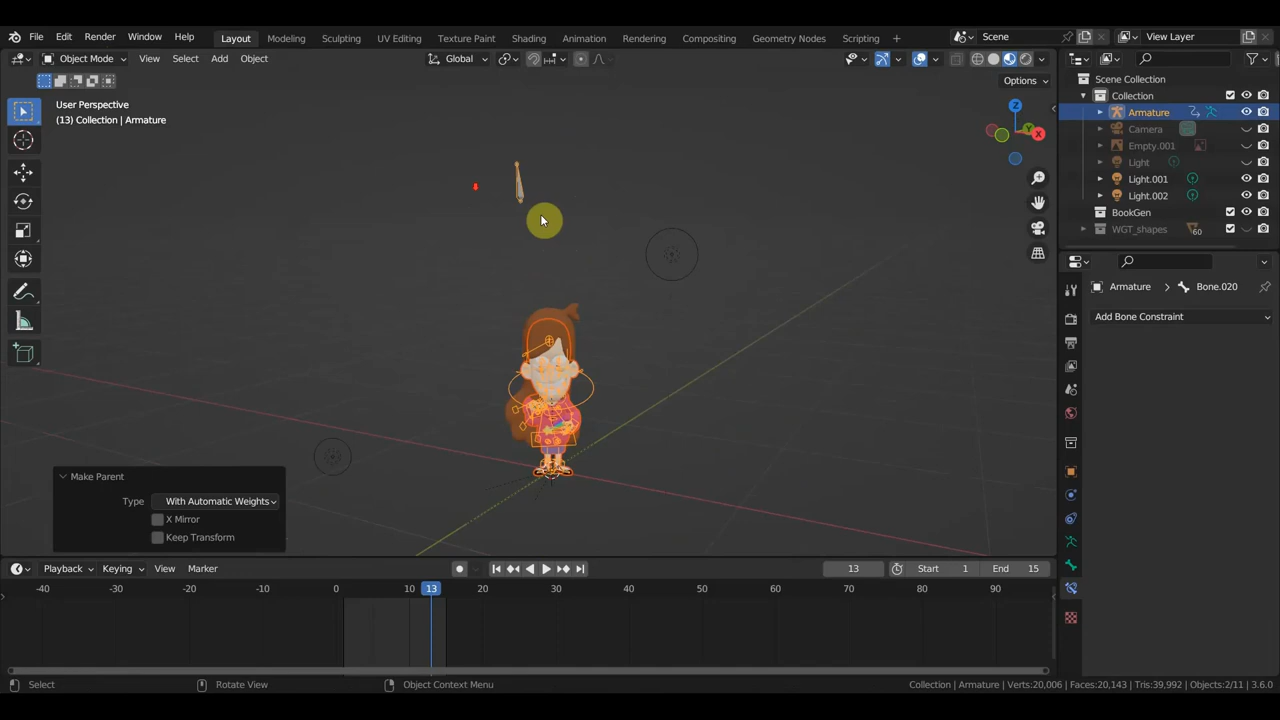 File Edit Render Window Help Layout Modeling Sculpting UV Editing Shading Animation Rendering Compositing Geometry Nodes Scripting Scene View Layer
Object Mode View Select Add Object Global
Options
User Perspective
(13) Collection | Armature
Z
Y
X
Scene Collection
Collection
Armature
Camera
Empty.001
Light
Light.001
Light.002
BookGen
WGT_shapes 60
Armature > Bone.020
Add Bone Constraint
Make Parent
Type With Automatic Weights
X Mirror
Keep Transform
Playback Keying View Marker 13 Start 1 End 15
-40 -30 -20 -10 0 10 13 20 30 40 50 60 70 80 90
Select Rotate View Object Context Menu Collection | Armature | Verts:20,006 | Faces:20,143 | Tris:39,992 | Objects:2/11 | 3.6.0